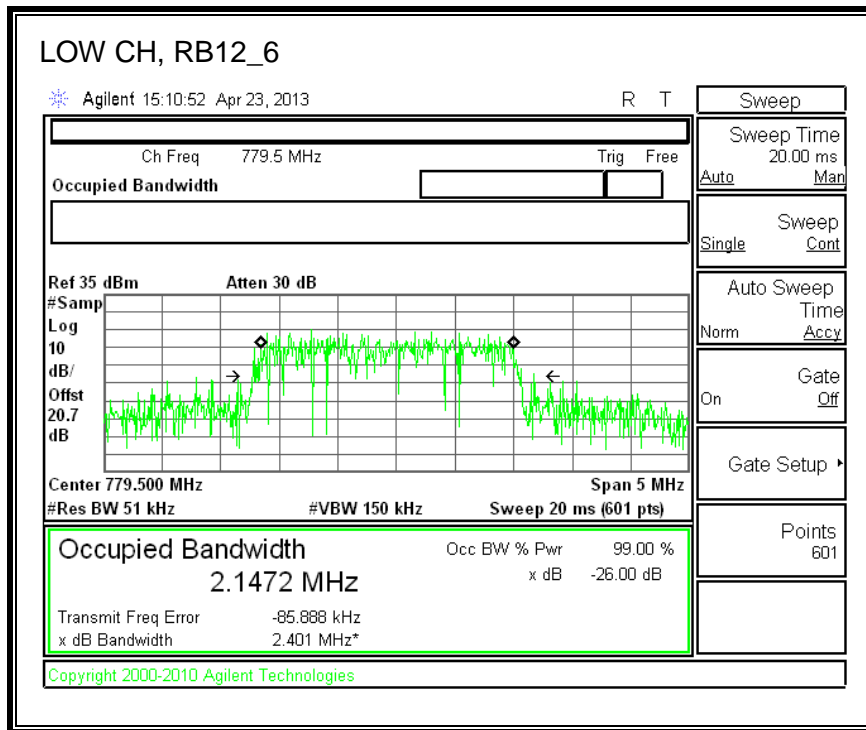 LOW CH, RB12_6
Agilent 15:10:52 Apr 23, 2013 R T
Ch Freq 779.5 MHz Trig Free
Occupied Bandwidth
Ref 35 dBm Atten 30 dB
#Samp
Log
10
dB/
Offst
20.7
dB
Center 779.500 MHz Span 5 MHz
#Res BW 51 kHz #VBW 150 kHz Sweep 20 ms (601 pts)
Occupied Bandwidth Occ BW % Pwr 99.00 %
2.1472 MHz x dB -26.00 dB
Transmit Freq Error -85.888 kHz
x dB Bandwidth 2.401 MHz*
Copyright 2000-2010 Agilent Technologies
Sweep
Sweep Time
20.00 ms
Auto Man
Sweep
Single Cont
Auto Sweep
Time
Norm Accy
Gate
On Off
Gate Setup
Points
601